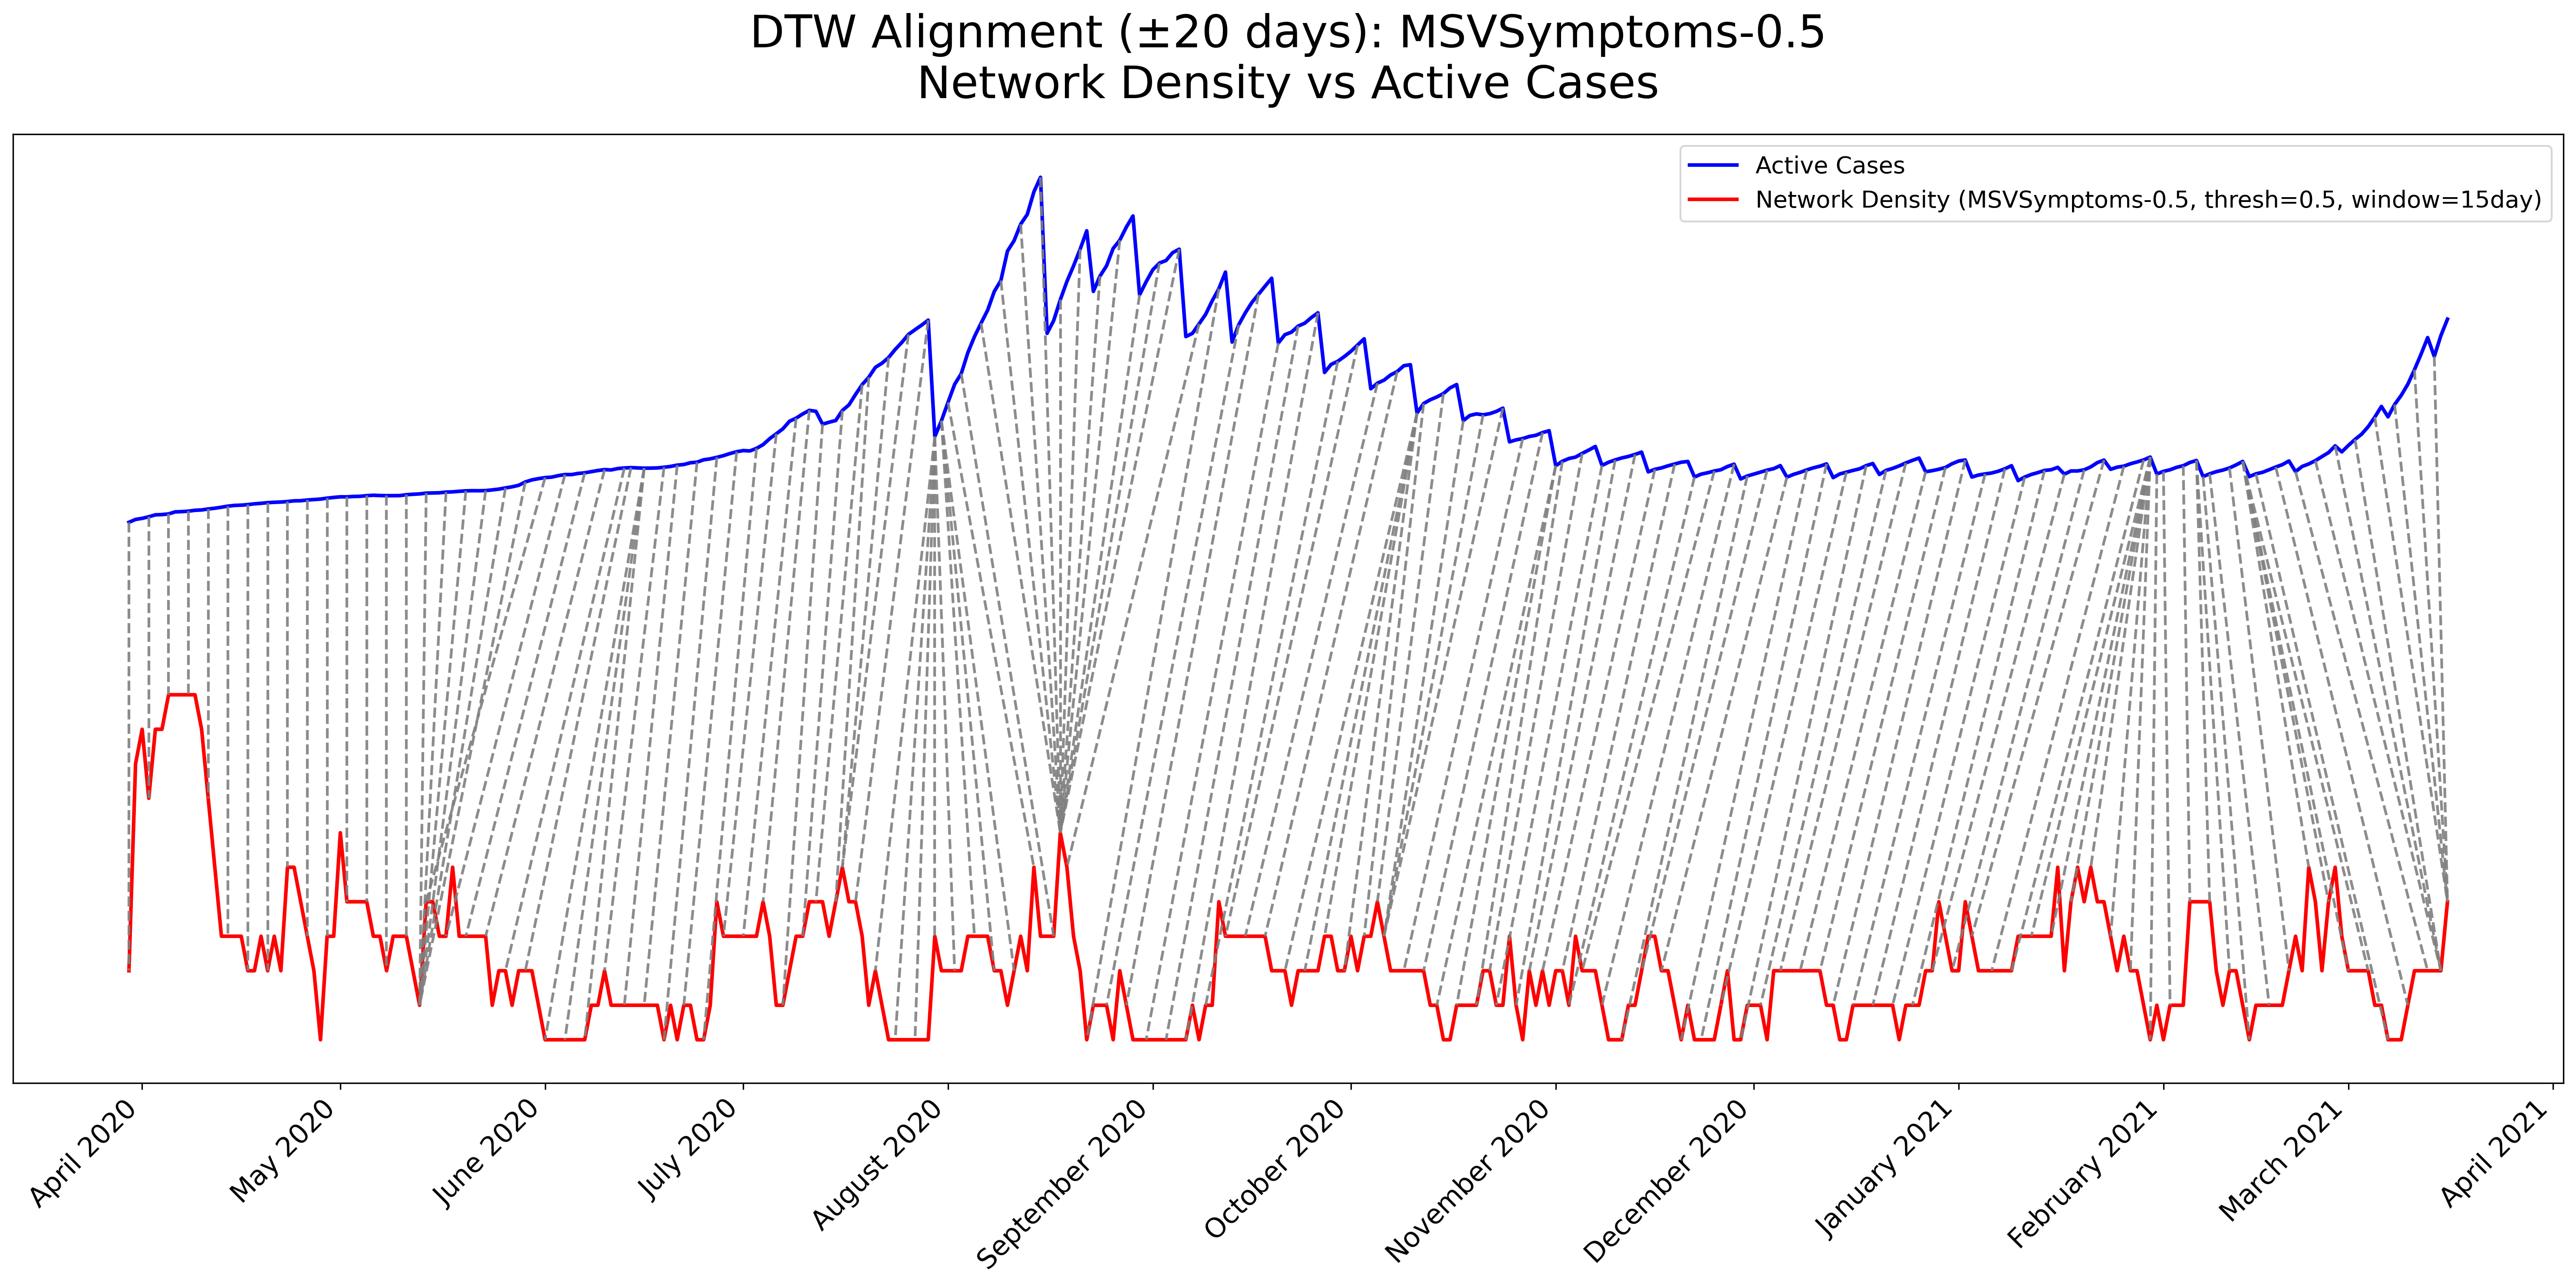 DTW Alignment (±20 days): MSVSymptoms-0.5
Network Density vs Active Cases
Active Cases
Network Density (MSVSymptoms-0.5, thresh=0.5, window=15day)
April 2020
May 2020
June 2020
July 2020
August 2020
September 2020
October 2020
November 2020
December 2020
January 2021
February 2021
March 2021
April 2021